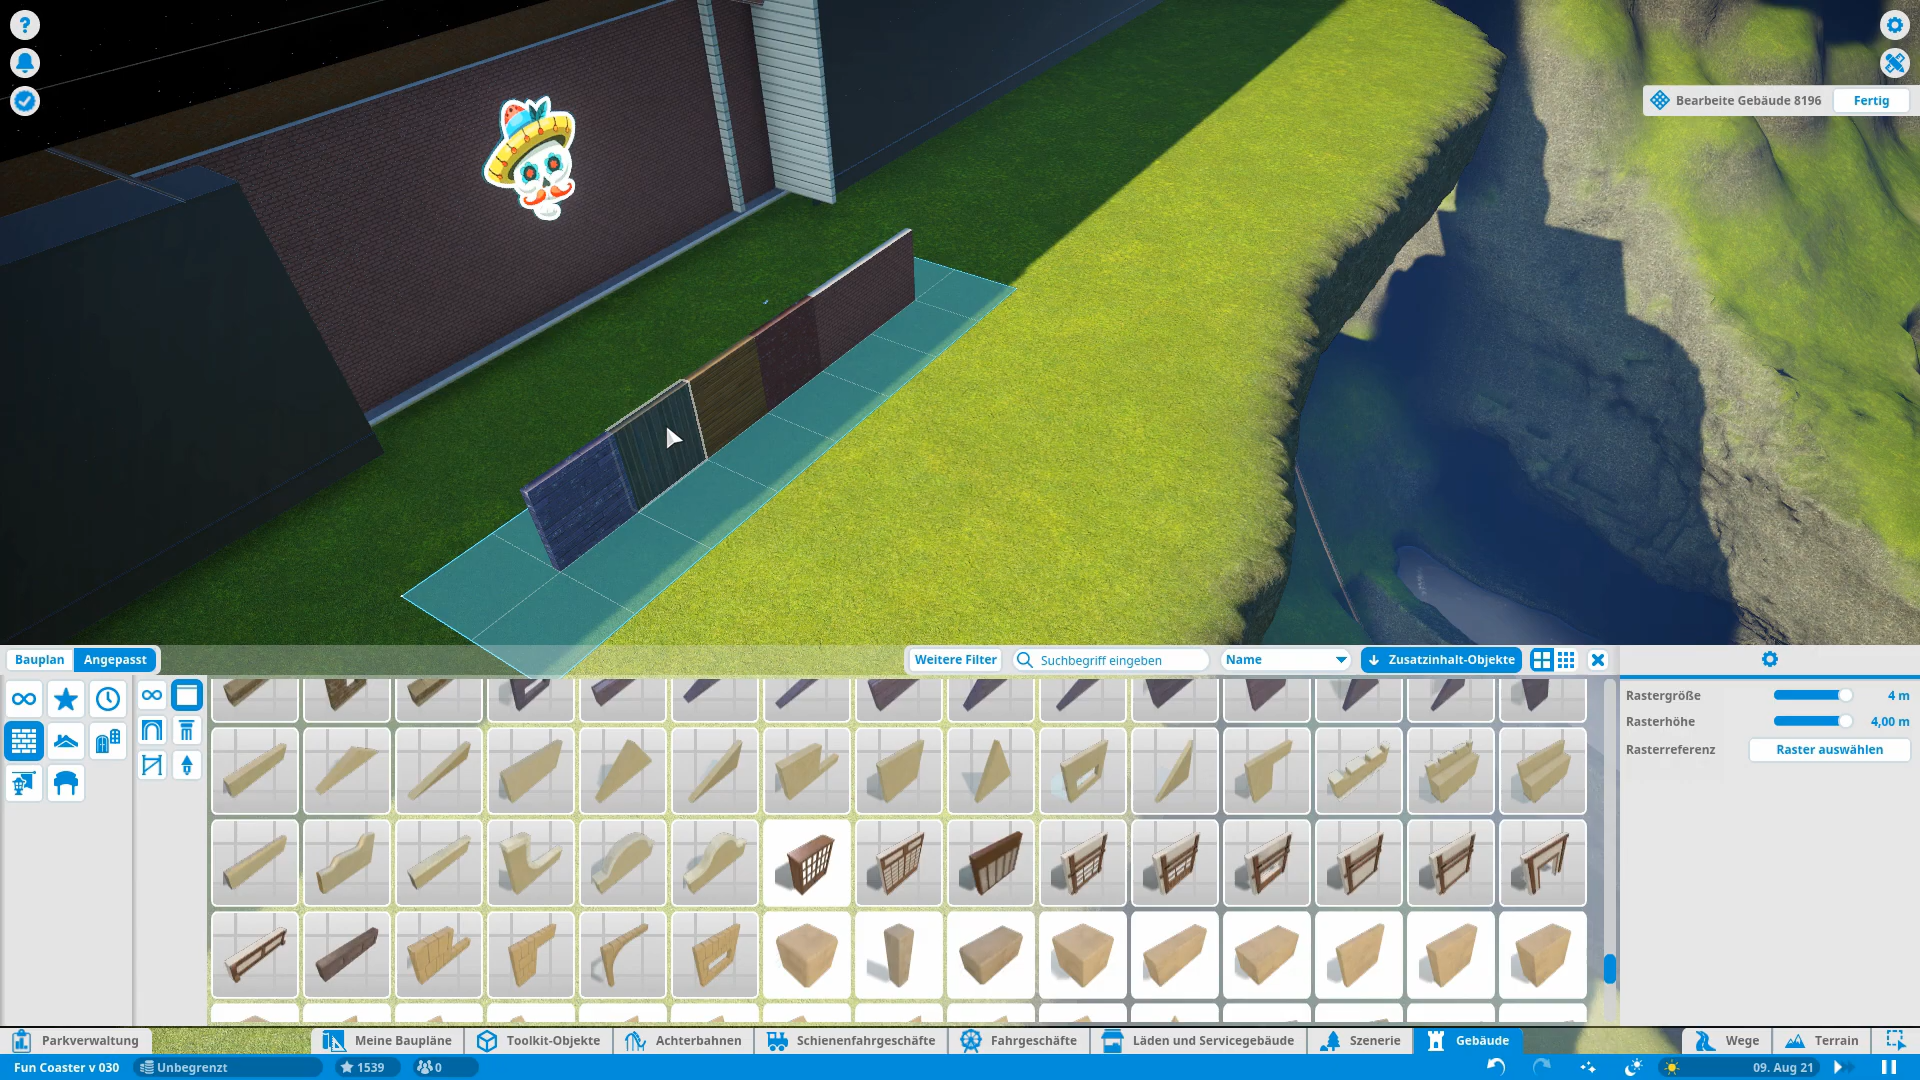 ?
Bearbeite Gebäude 8196
Fertig
Bauplan
Angepasst
Weitere Filter
Suchbegriff eingeben
Name
Zusatzinhalt-Objekte
Rastergröße
4 m
Rasterhöhe
4,00 m
Rasterreferenz
Raster auswählen
Parkverwaltung
Meine Baupläne
Toolkit-Objekte
Achterbahnen
Schienenfahrgeschäfte
Fahrgeschäfte
Läden und Servicegebäude
Szenerie
Gebäude
Wege
Terrain
Fun Coaster v 030
Unbegrenzt
1539
0
09. Aug 21